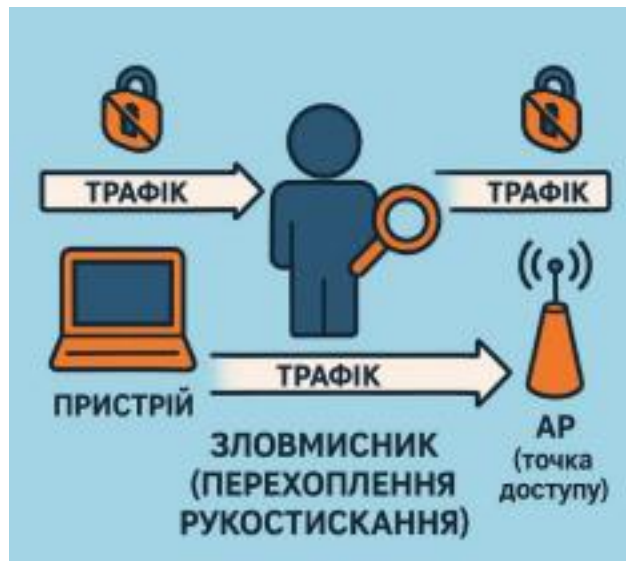 ТРАФІК
ТРАФІК
ТРАФІК
ПРИСТРІЙ
ЗЛОВМИСНИК
(ПЕРЕХОПЛЕННЯ
РУКОСТИСКАННЯ)
AP
(точка
доступу)